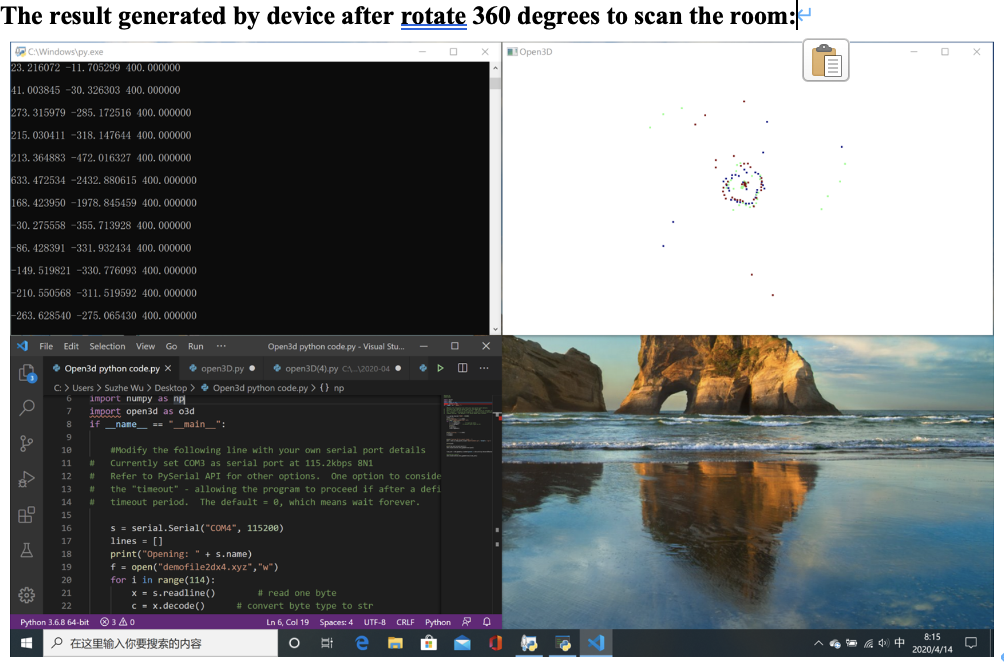 The result generated by device after rotate 360 degrees to scan the room:
C:\Windows\py.exe
23.216072 -11.705299 400.000000
41.003845 -30.326303 400.000000
273.315979 -285.172516 400.000000
215.030411 -318.147644 400.000000
213.364883 -472.016327 400.000000
633.472534 -2432.880615 400.000000
168.423950 -1978.845459 400.000000
-30.275558 -355.713928 400.000000
-86.428391 -331.932434 400.000000
-149.519821 -330.776093 400.000000
-210.550568 -311.519592 400.000000
-263.628540 -275.065430 400.000000
Open3D
File Edit Selection View Go Run ··· Open3d python code.py - Visual Stu...
Open3d python code.py open3D.py open3D(4).py C:\...\2020-04
C: > Users > Suzhe Wu > Desktop > Open3d python code.py > {} np
6 import numpy as np
7 import open3d as o3d
8 if __name__ == "__main__":
9
10 #Modify the following line with your own serial port details
11 # Currently set COM3 as serial port at 115.2kbps 8N1
12 # Refer to PySerial API for other options. One option to conside
13 # the "timeout" - allowing the program to proceed if after a defi
14 # timeout period. The default = 0, which means wait forever.
15
16 s = serial.Serial("COM4", 115200)
17 lines = []
18 print("Opening: " + s.name)
19 f = open("demofile2dx4.xyz","w")
20 for i in range(114):
21 x = s.readline() # read one byte
22 c = x.decode() # convert byte type to str
3
Python 3.6.8 64-bit 3 0 Ln 6, Col 19 Spaces: 4 UTF-8 CRLF Python
在这里输入你要搜索的内容
中
8:15
2020/4/14